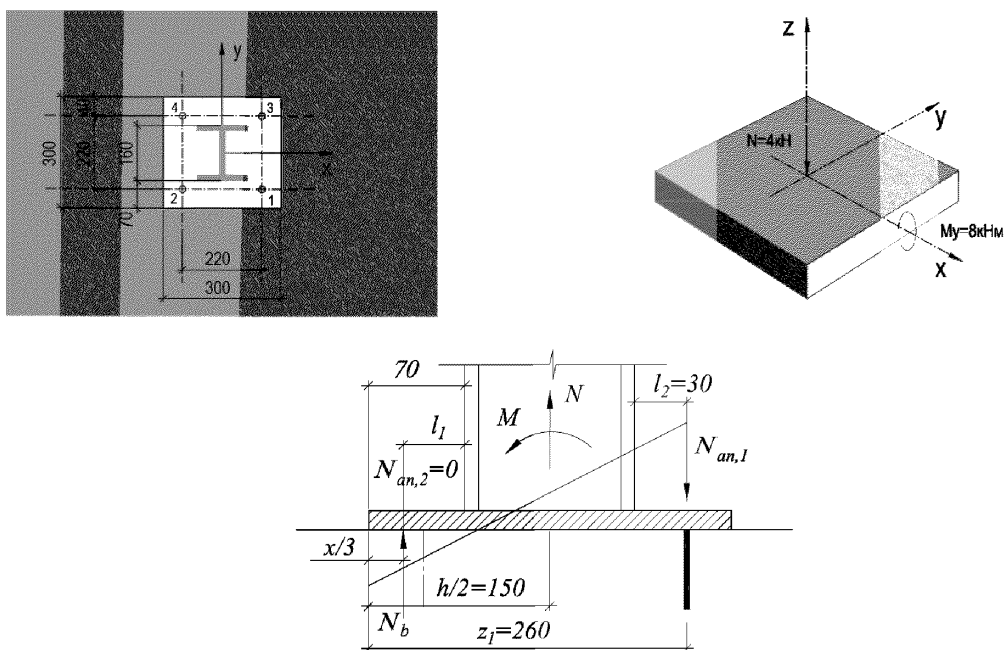 y
4
3
300
220
160
70
x
2
1
220
300
z
y
N=4кН
Му=8кНм
x
70
l₂=30
N
M
l₁
Nan,1
Nan,2=0
x/3
h/2=150
Nb
z₁=260